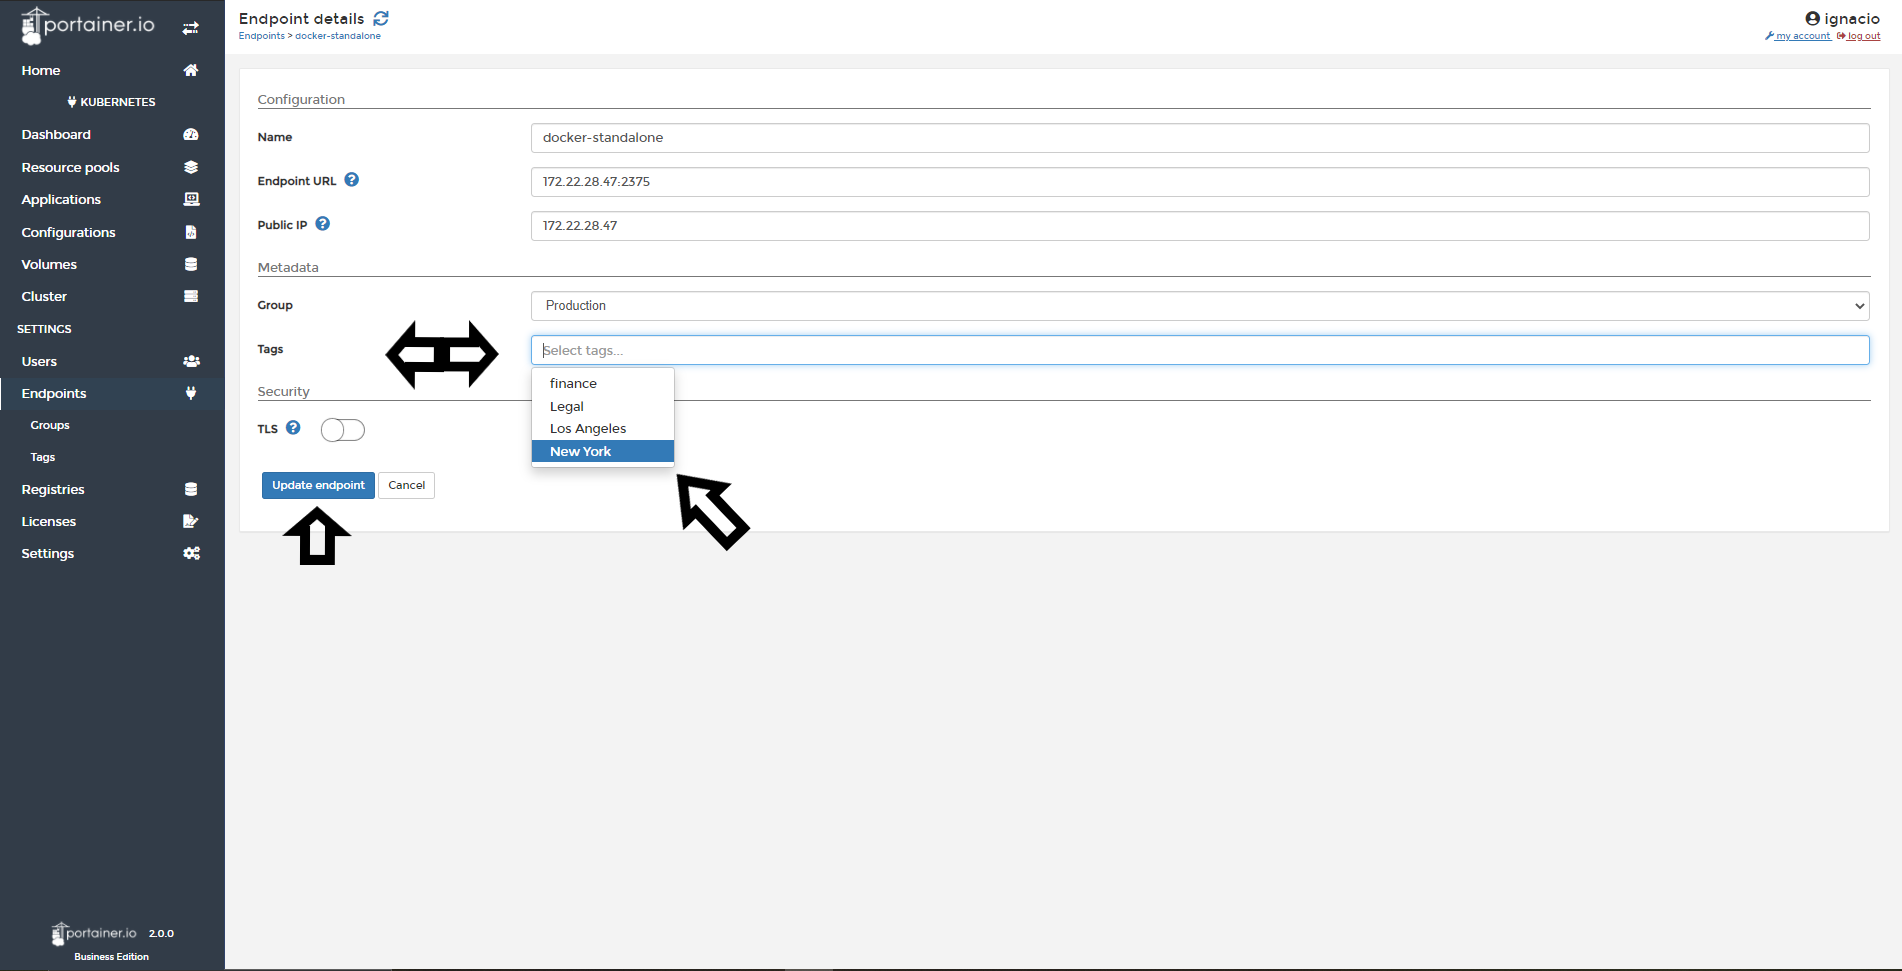 portainer.io
Home
KUBERNETES
Dashboard
Resource pools
Applications
Configurations
Volumes
Cluster
SETTINGS
Users
Endpoints
Groups
Tags
Registries
Licenses
Settings
portainer.io 2.0.0
Business Edition
Endpoint details
Endpoints > docker-standalone
ignacio
my account log out
Configuration
Name docker-standalone
Endpoint URL 172.22.28.47:2375
Public IP 172.22.28.47
Metadata
Group Production
Tags Select tags...
finance
Legal
Los Angeles
New York
Security
TLS
Update endpoint Cancel